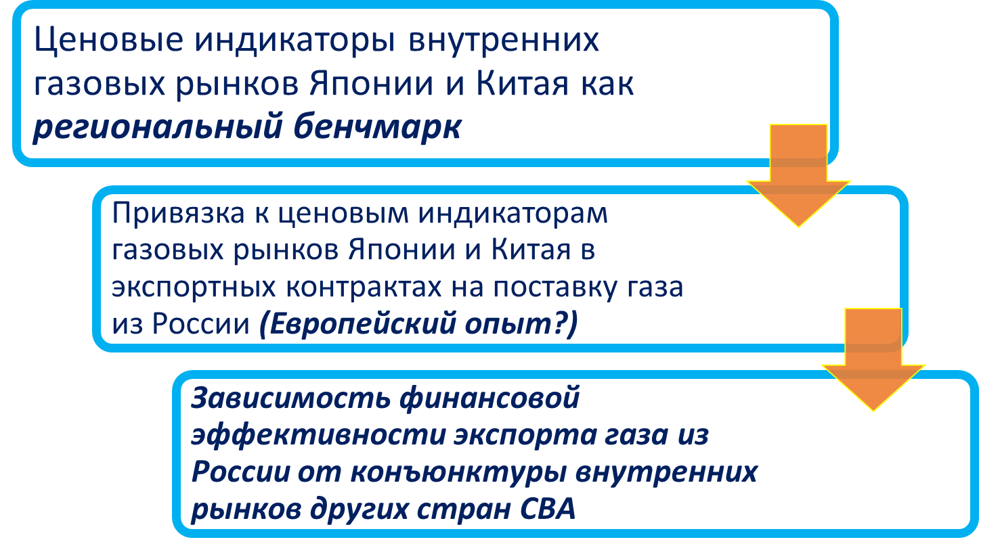 Ценовые индикаторы внутренних
газовых рынков Японии и Китая как
региональный бенчмарк
Привязка к ценовым индикаторам
газовых рынков Японии и Китая в
экспортных контрактах на поставку газа
из России (Европейский опыт?)
Зависимость финансовой
эффективности экспорта газа из
России от конъюнктуры внутренних
рынков других стран СВА